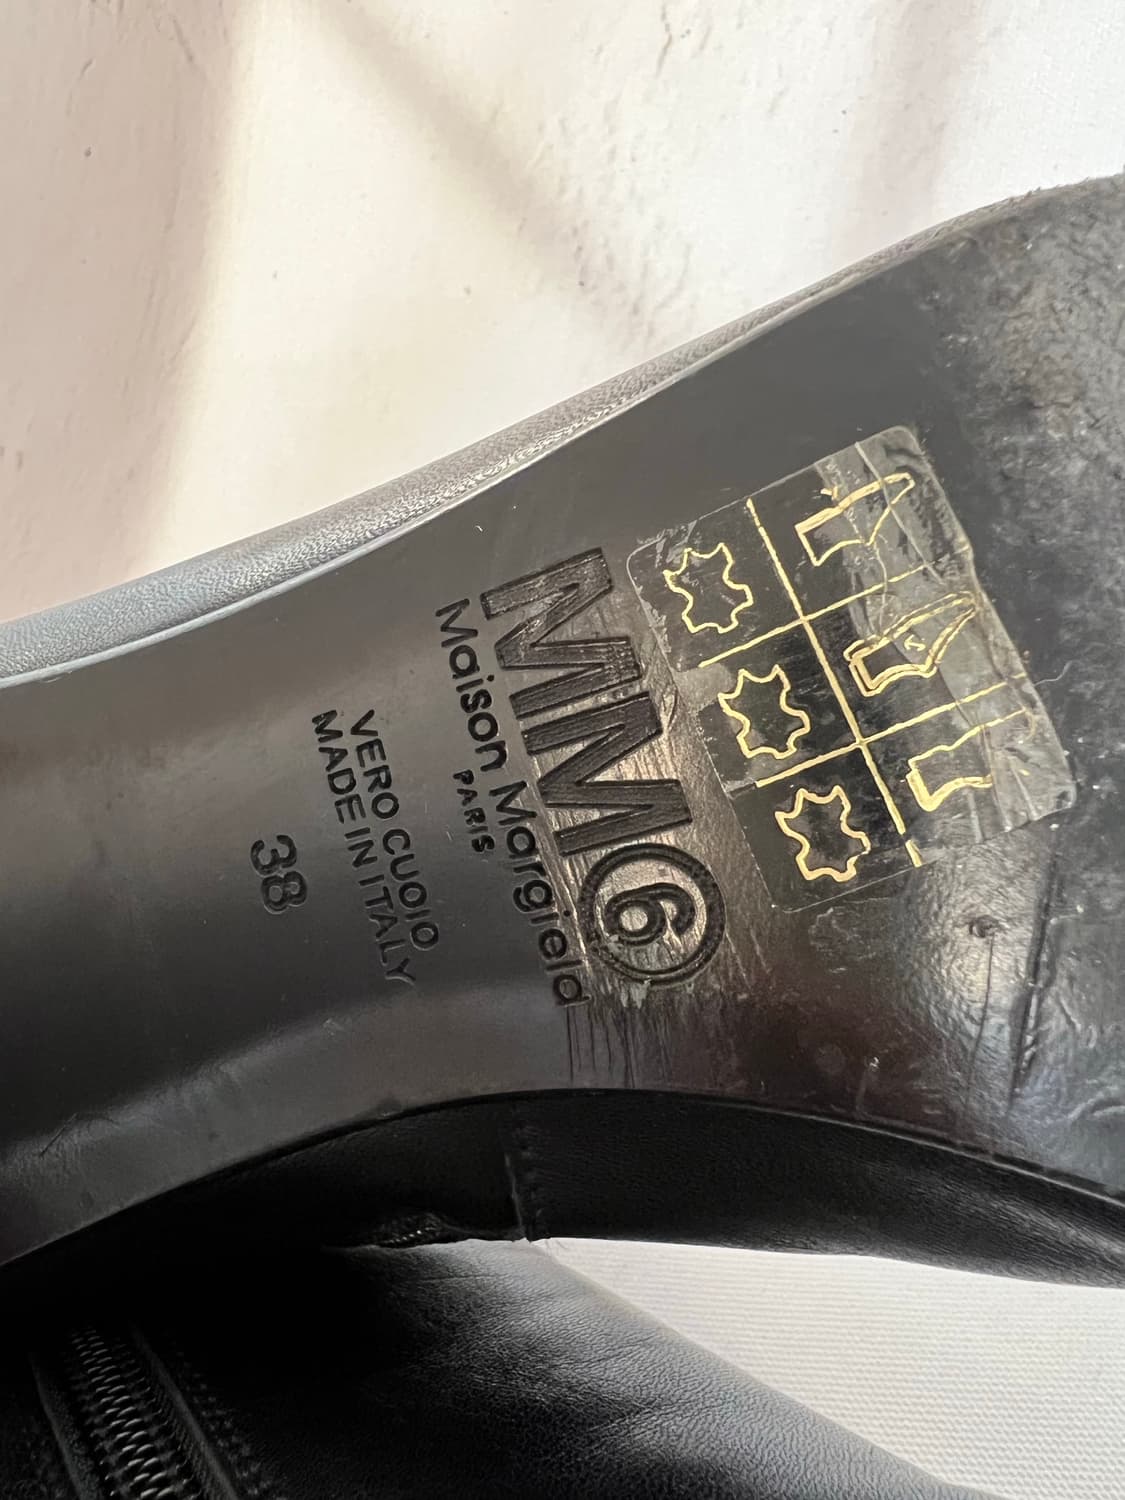 MM6
Maison Margiela
PARIS
VERO CUOIO
MADE IN ITALY
38